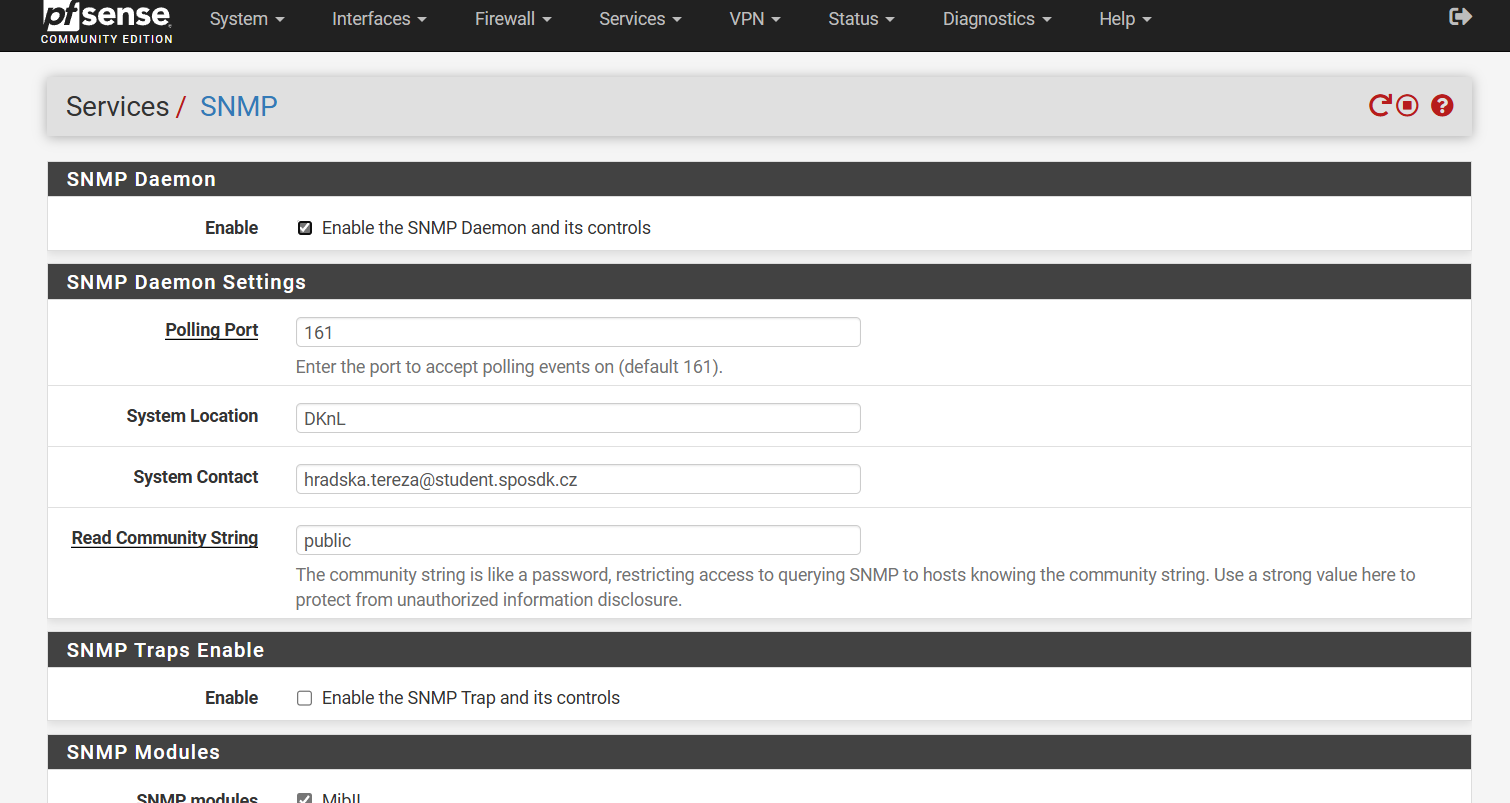 pfsense
COMMUNITY EDITION
System Interfaces Firewall Services VPN Status Diagnostics Help
Services / SNMP
SNMP Daemon
Enable Enable the SNMP Daemon and its controls
SNMP Daemon Settings
Polling Port 161
Enter the port to accept polling events on (default 161).
System Location DKnL
System Contact hradska.tereza@student.sposdk.cz
Read Community String public
The community string is like a password, restricting access to querying SNMP to hosts knowing the community string. Use a strong value here to
protect from unauthorized information disclosure.
SNMP Traps Enable
Enable Enable the SNMP Trap and its controls
SNMP Modules
SNMP modules MibII